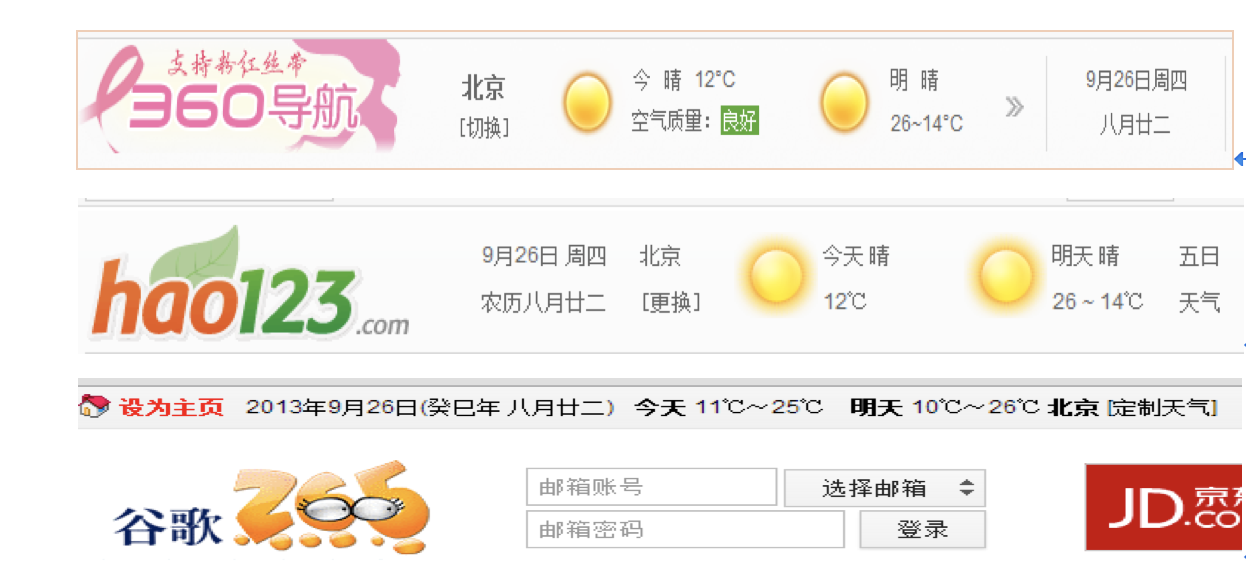 支持粉红丝带
360导航
北京
[切换]
今 晴 12°C
空气质量：良好
明 晴
26~14°C
9月26日周四
八月廿二
hao123.com
9月26日 周四
农历八月廿二
北京
[更换]
今天 晴
12℃
明天 晴
26 ~ 14℃
五日
天气
设为主页 2013年9月26日(癸巳年 八月廿二) 今天 11℃～25℃ 明天 10℃～26℃ 北京 [定制天气]
谷歌 265
邮箱账号
选择邮箱
邮箱密码
登录
JD.CO
京